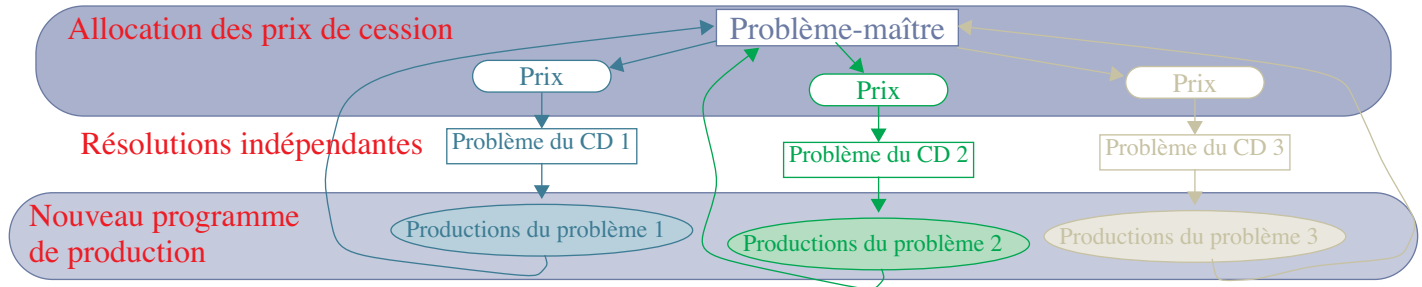 Allocation des prix de cession
Problème-maître
Prix
Prix
Prix
Résolutions indépendantes
Problème du CD 1
Problème du CD 2
Problème du CD 3
Nouveau programme
de production
Productions du problème 1
Productions du problème 2
Productions du problème 3